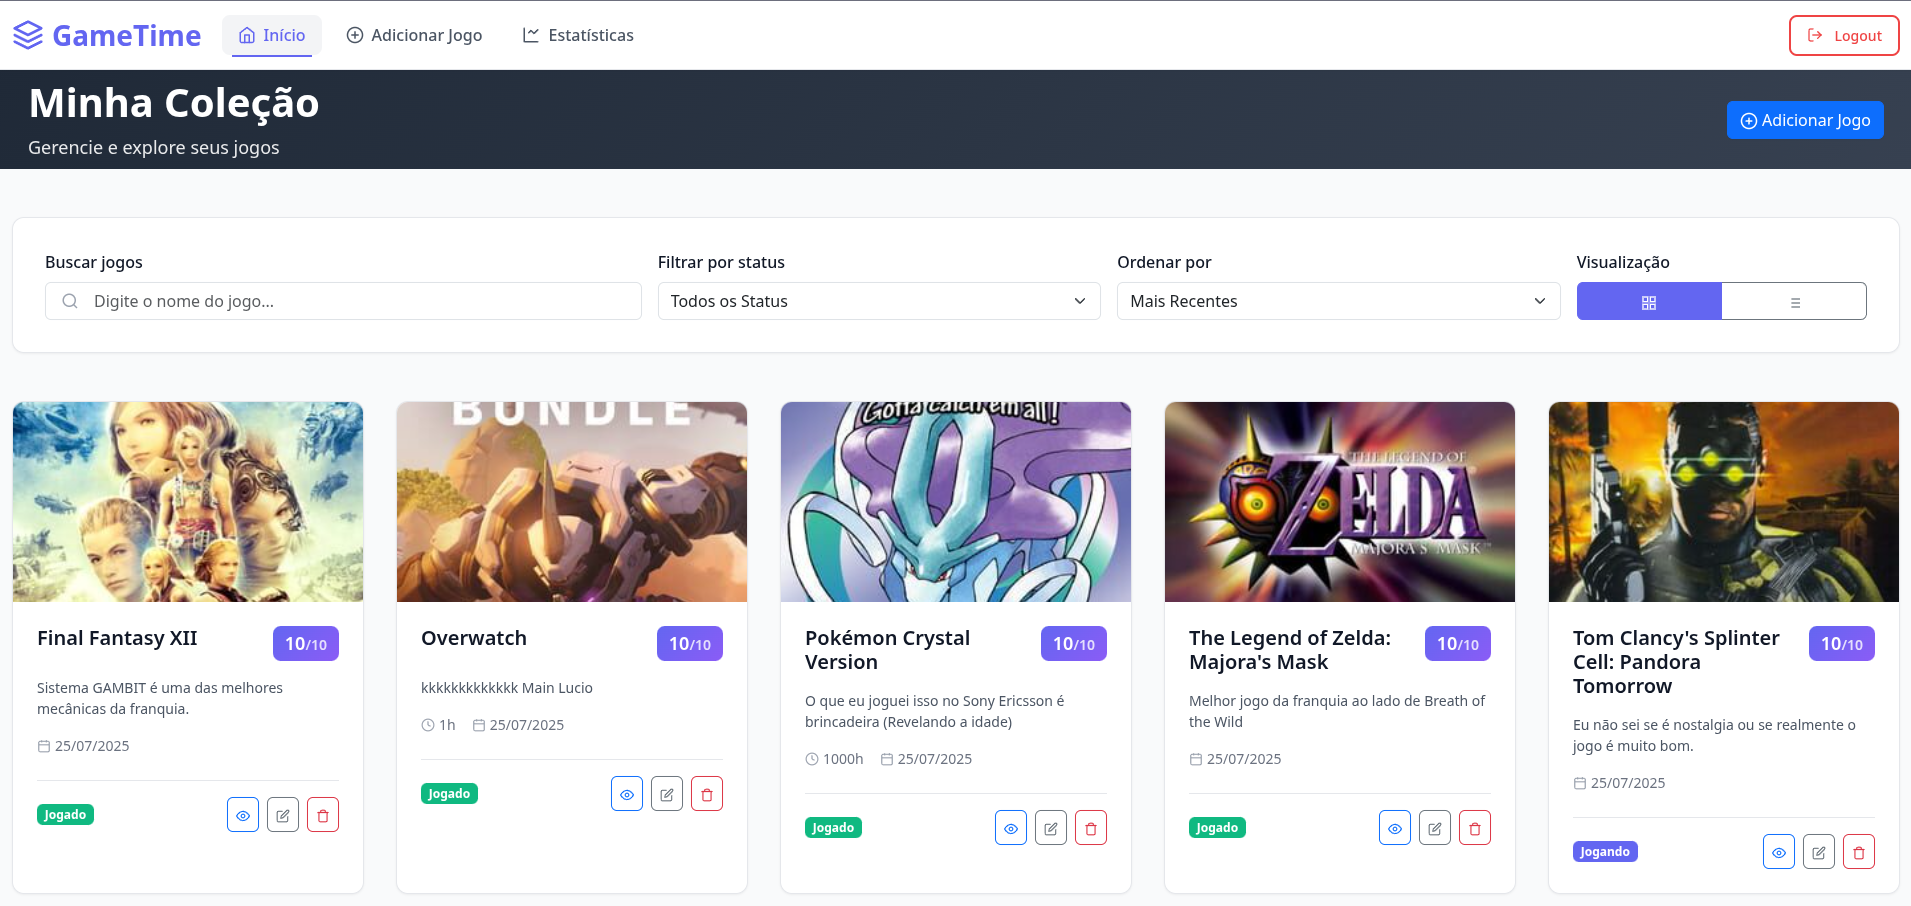 GameTime
Início
Adicionar Jogo
Estatísticas
Logout
Minha Coleção
Gerencie e explore seus jogos
Adicionar Jogo
Buscar jogos
Digite o nome do jogo...
Filtrar por status
Todos os Status
Ordenar por
Mais Recentes
Visualização
Final Fantasy XII
10/10
Sistema GAMBIT é uma das melhores
mecânicas da franquia.
25/07/2025
Jogado
BUNDLE
Overwatch
10/10
kkkkkkkkkkkkk Main Lucio
1h
25/07/2025
Jogado
Gotta catch 'em all!
Pokémon Crystal
Version
10/10
O que eu joguei isso no Sony Ericsson é
brincadeira (Revelando a idade)
1000h
25/07/2025
Jogado
THE LEGEND OF
ZELDA
MAJORA'S MASK™
The Legend of Zelda:
Majora's Mask
10/10
Melhor jogo da franquia ao lado de Breath of
the Wild
25/07/2025
Jogado
Tom Clancy's Splinter
Cell: Pandora
Tomorrow
10/10
Eu não sei se é nostalgia ou se realmente o
jogo é muito bom.
25/07/2025
Jogando